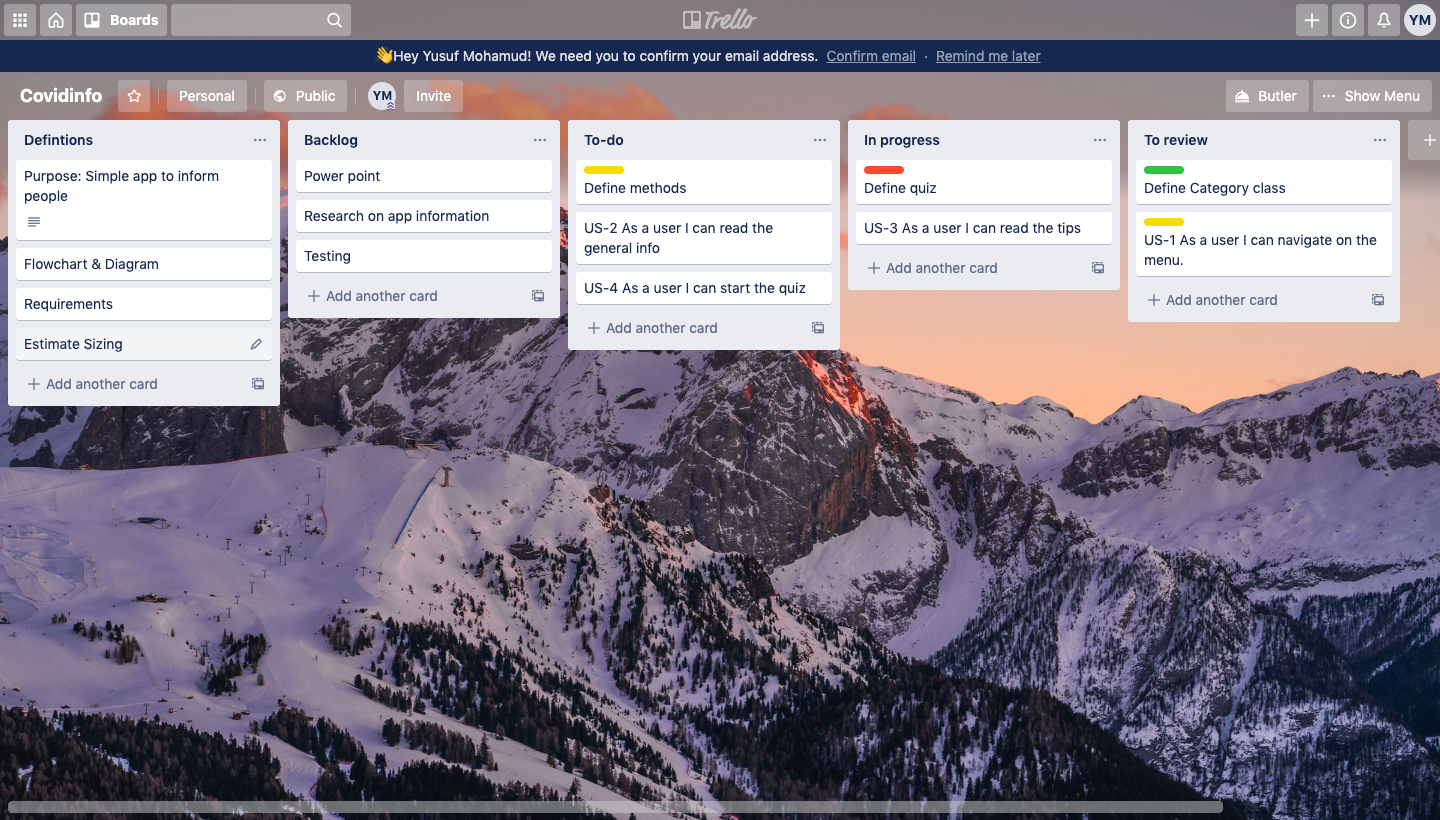 Boards
Trello
YM
👋Hey Yusuf Mohamud! We need you to confirm your email address. Confirm email · Remind me later
Covidinfo
Personal
Public
YM
Invite
Butler
Show Menu
Defintions
Purpose: Simple app to inform
people
Flowchart & Diagram
Requirements
Estimate Sizing
Add another card
Backlog
Power point
Research on app information
Testing
Add another card
To-do
Define methods
US-2 As a user I can read the
general info
US-4 As a user I can start the quiz
Add another card
In progress
Define quiz
US-3 As a user I can read the tips
Add another card
To review
Define Category class
US-1 As a user I can navigate on the
menu.
Add another card